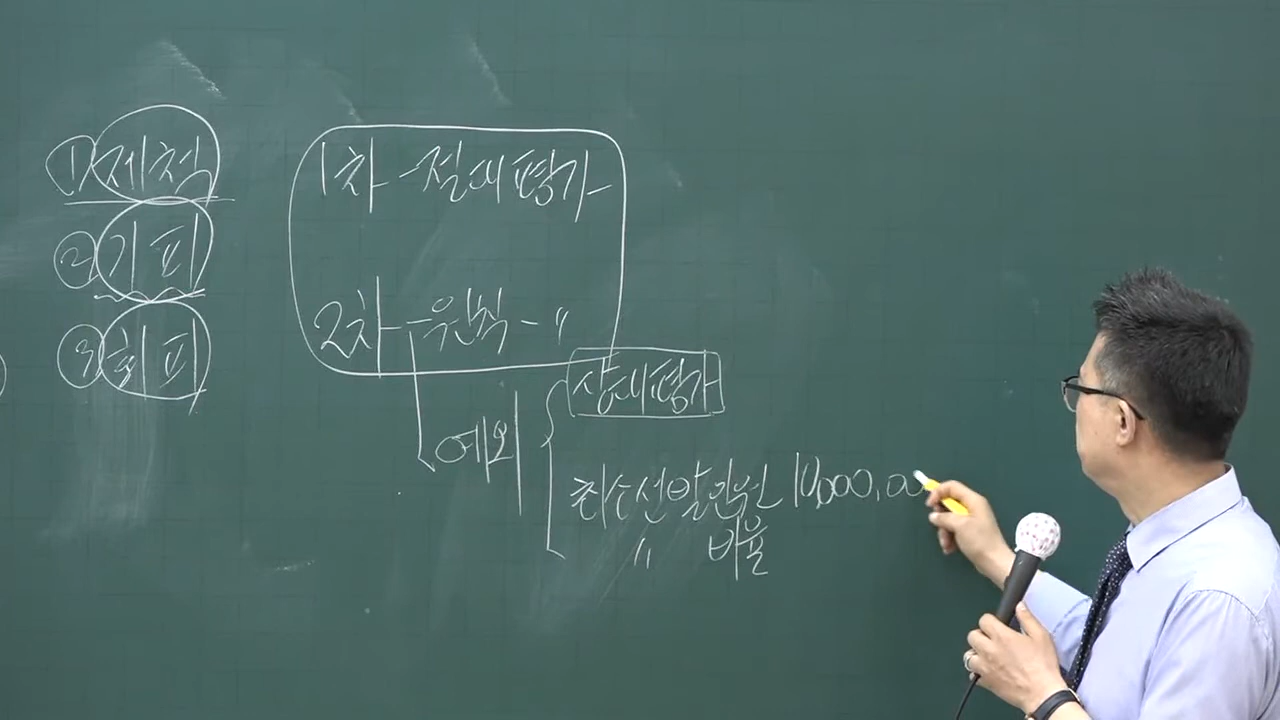 ① 제척
② 기피
③ 회피
1차 - 절대평가
2차 - 원칙 - 〃
예외
상대평가
최소선발인원 10,000,00
〃 비율